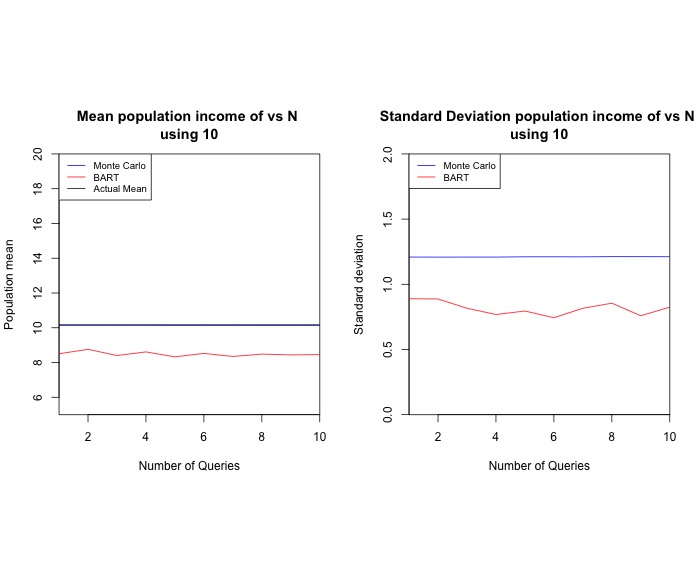 Mean population income of vs N
using 10
Population mean
20
18
16
14
12
10
8
6
Monte Carlo
BART
Actual Mean
2 4 6 8 10
Number of Queries
Standard Deviation population income of vs N
using 10
Standard deviation
2.0
1.5
1.0
0.5
0.0
Monte Carlo
BART
2 4 6 8 10
Number of Queries